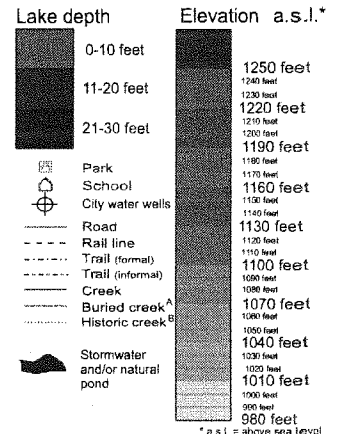 Lake depth
0-10 feet
11-20 feet
21-30 feet
Park
School
City water wells
Road
Rail line
Trail (formal)
Trail (informal)
Creek
Buried creek A
Historic creek B
Stormwater
and/or natural
pond
Elevation a.s.l.*
1250 feet
1240 feet
1230 feet
1220 feet
1210 feet
1200 feet
1190 feet
1180 feet
1170 feet
1160 feet
1150 feet
1140 feet
1130 feet
1120 feet
1110 feet
1100 feet
1090 feet
1080 feet
1070 feet
1060 feet
1050 feet
1040 feet
1030 feet
1020 feet
1010 feet
1000 feet
990 feet
980 feet
* a.s.l. = above sea level